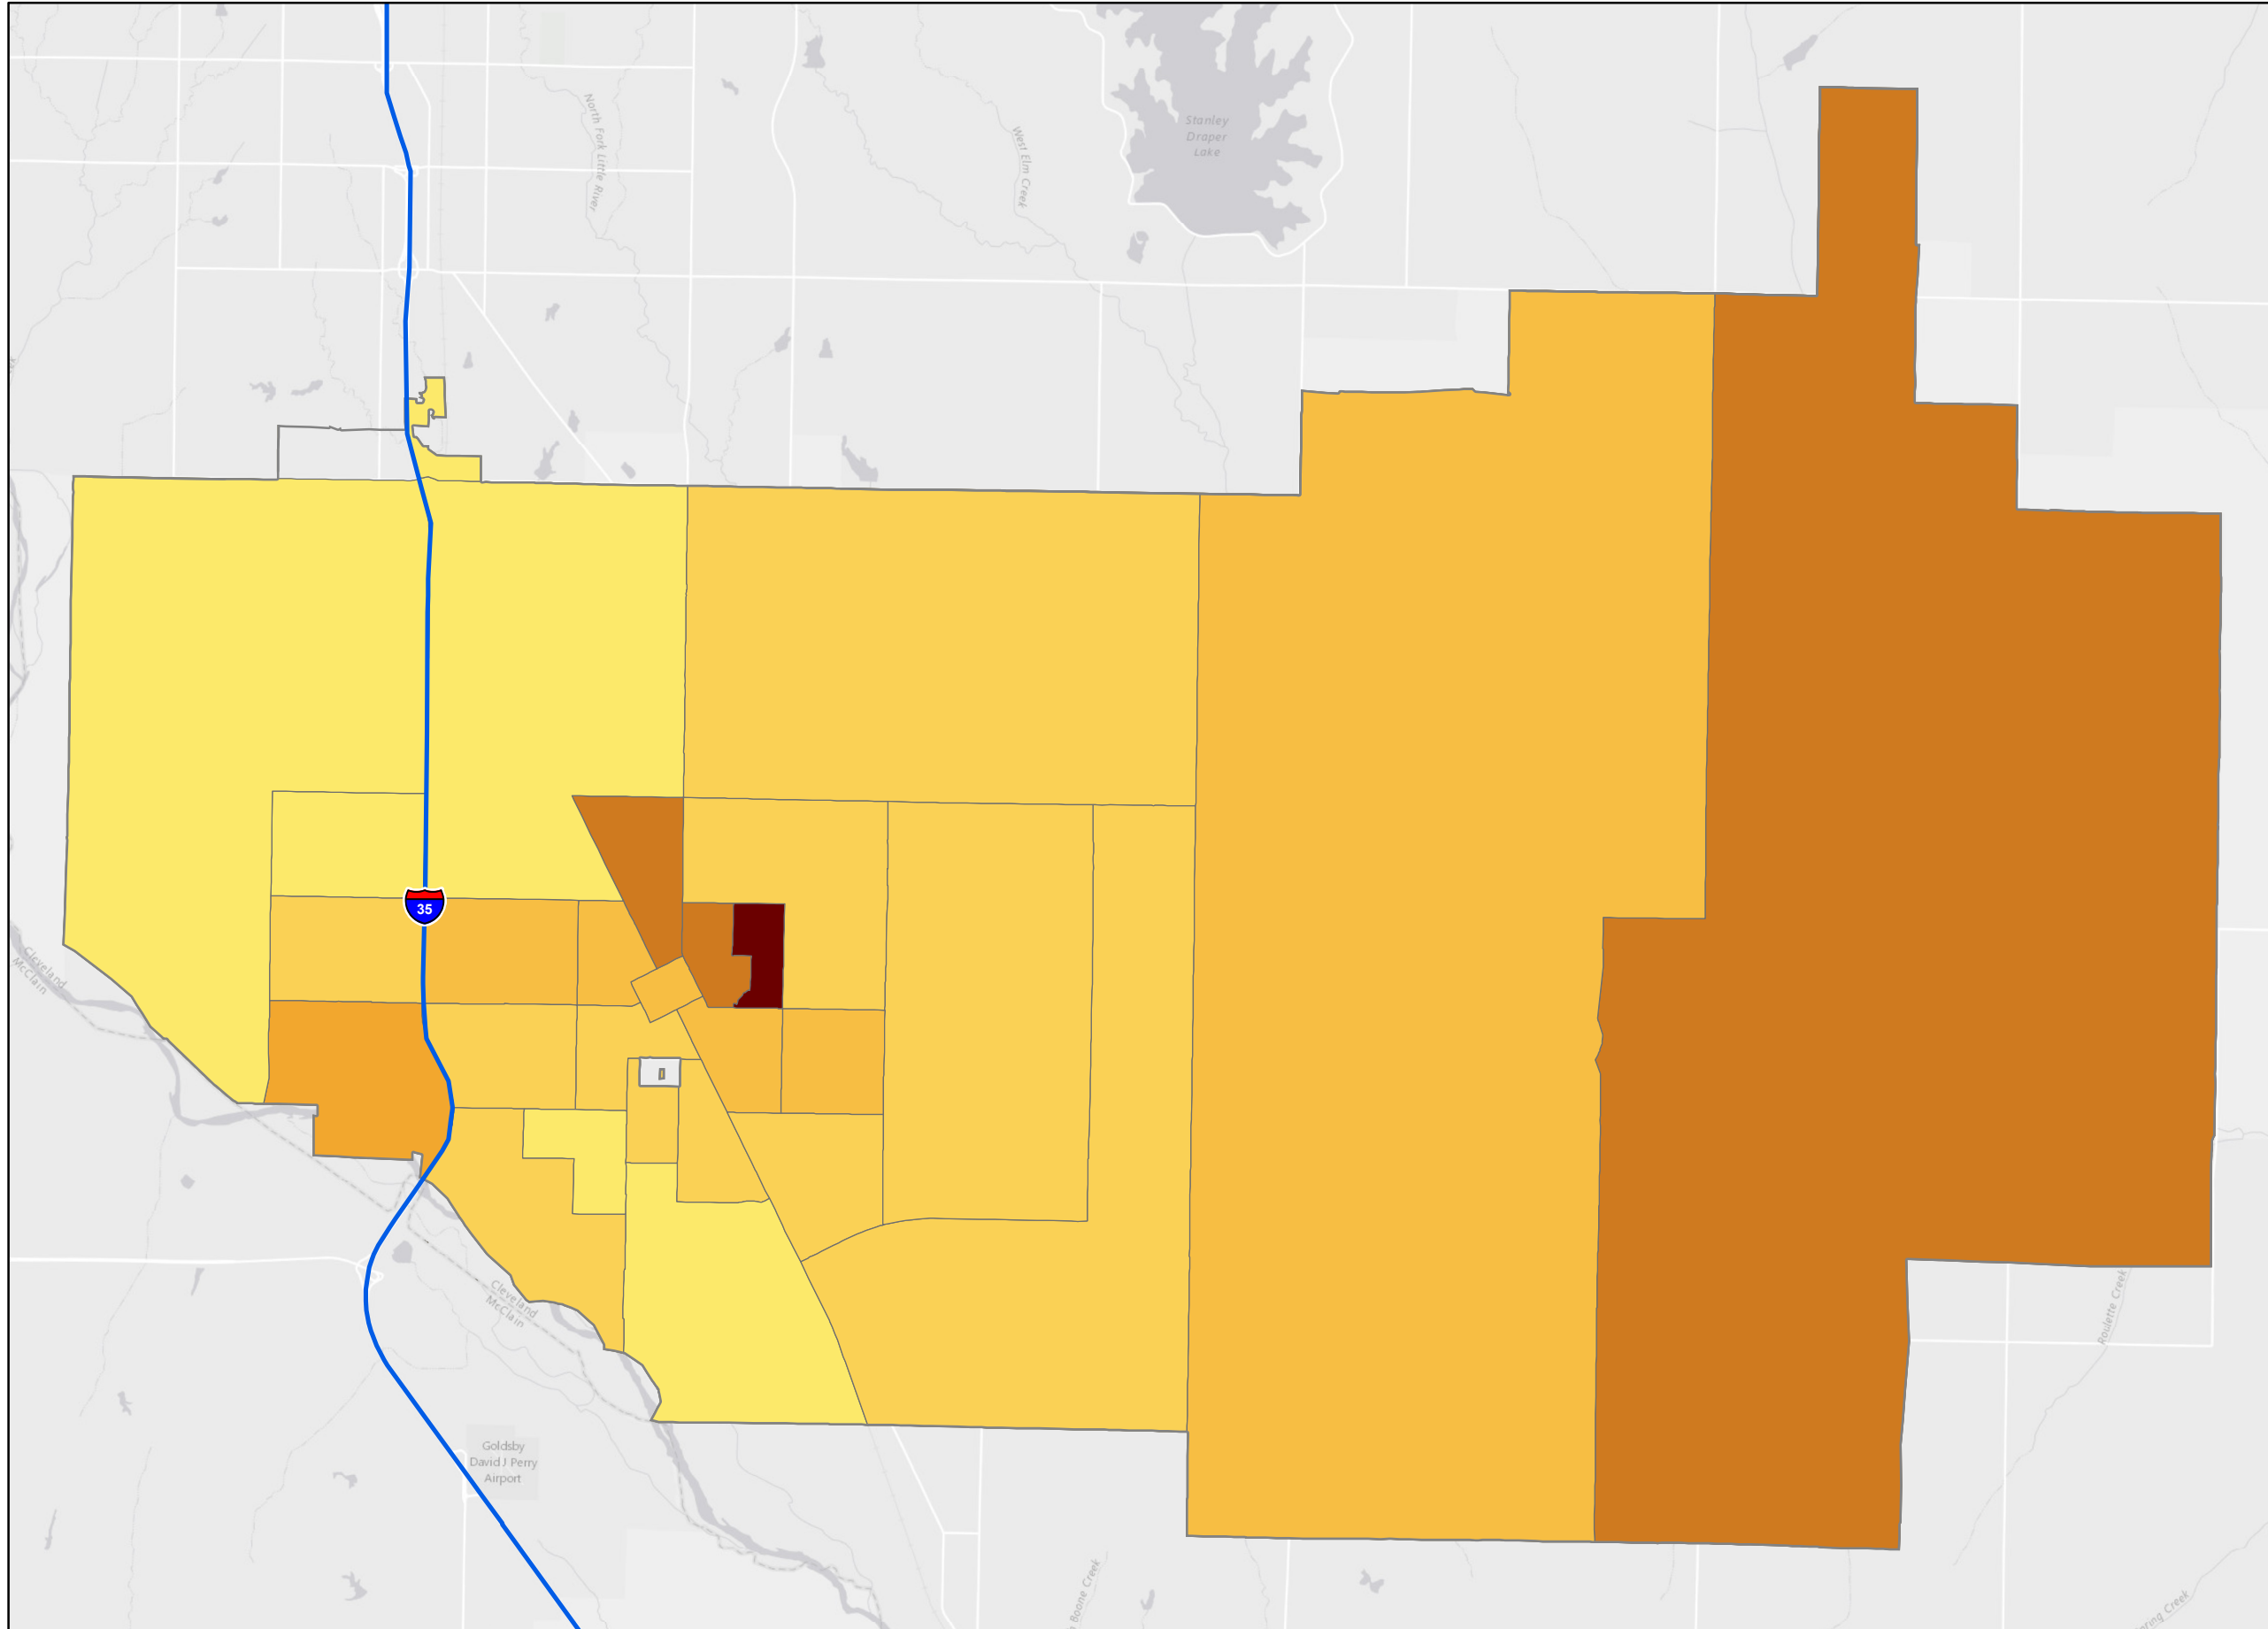 North Fork Little River
West Elm Creek
Stanley
Draper
Lake
35
Cleveland
McClain
Cleveland
McClain
Goldsby
David J Perry
Airport
Roulette Creek
Boone Creek
Creek